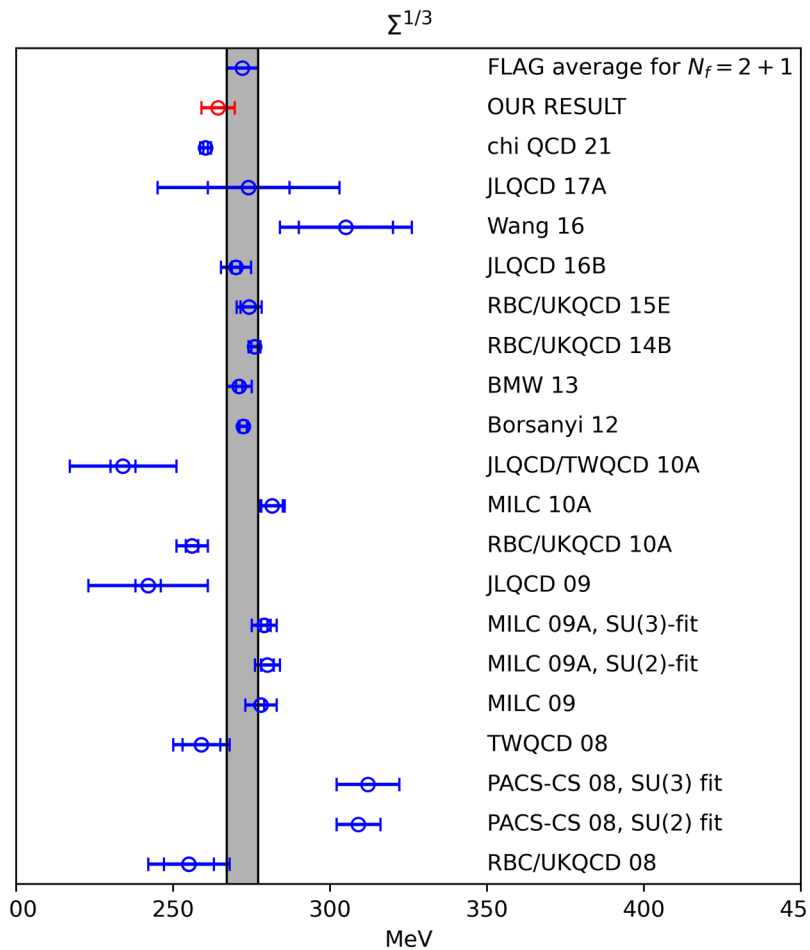 Σ^{1/3}
FLAG average for N_f = 2 + 1
OUR RESULT
chi QCD 21
JLQCD 17A
Wang 16
JLQCD 16B
RBC/UKQCD 15E
RBC/UKQCD 14B
BMW 13
Borsanyi 12
JLQCD/TWQCD 10A
MILC 10A
RBC/UKQCD 10A
JLQCD 09
MILC 09A, SU(3)-fit
MILC 09A, SU(2)-fit
MILC 09
TWQCD 08
PACS-CS 08, SU(3) fit
PACS-CS 08, SU(2) fit
RBC/UKQCD 08
00 250 300 350 400 45
MeV